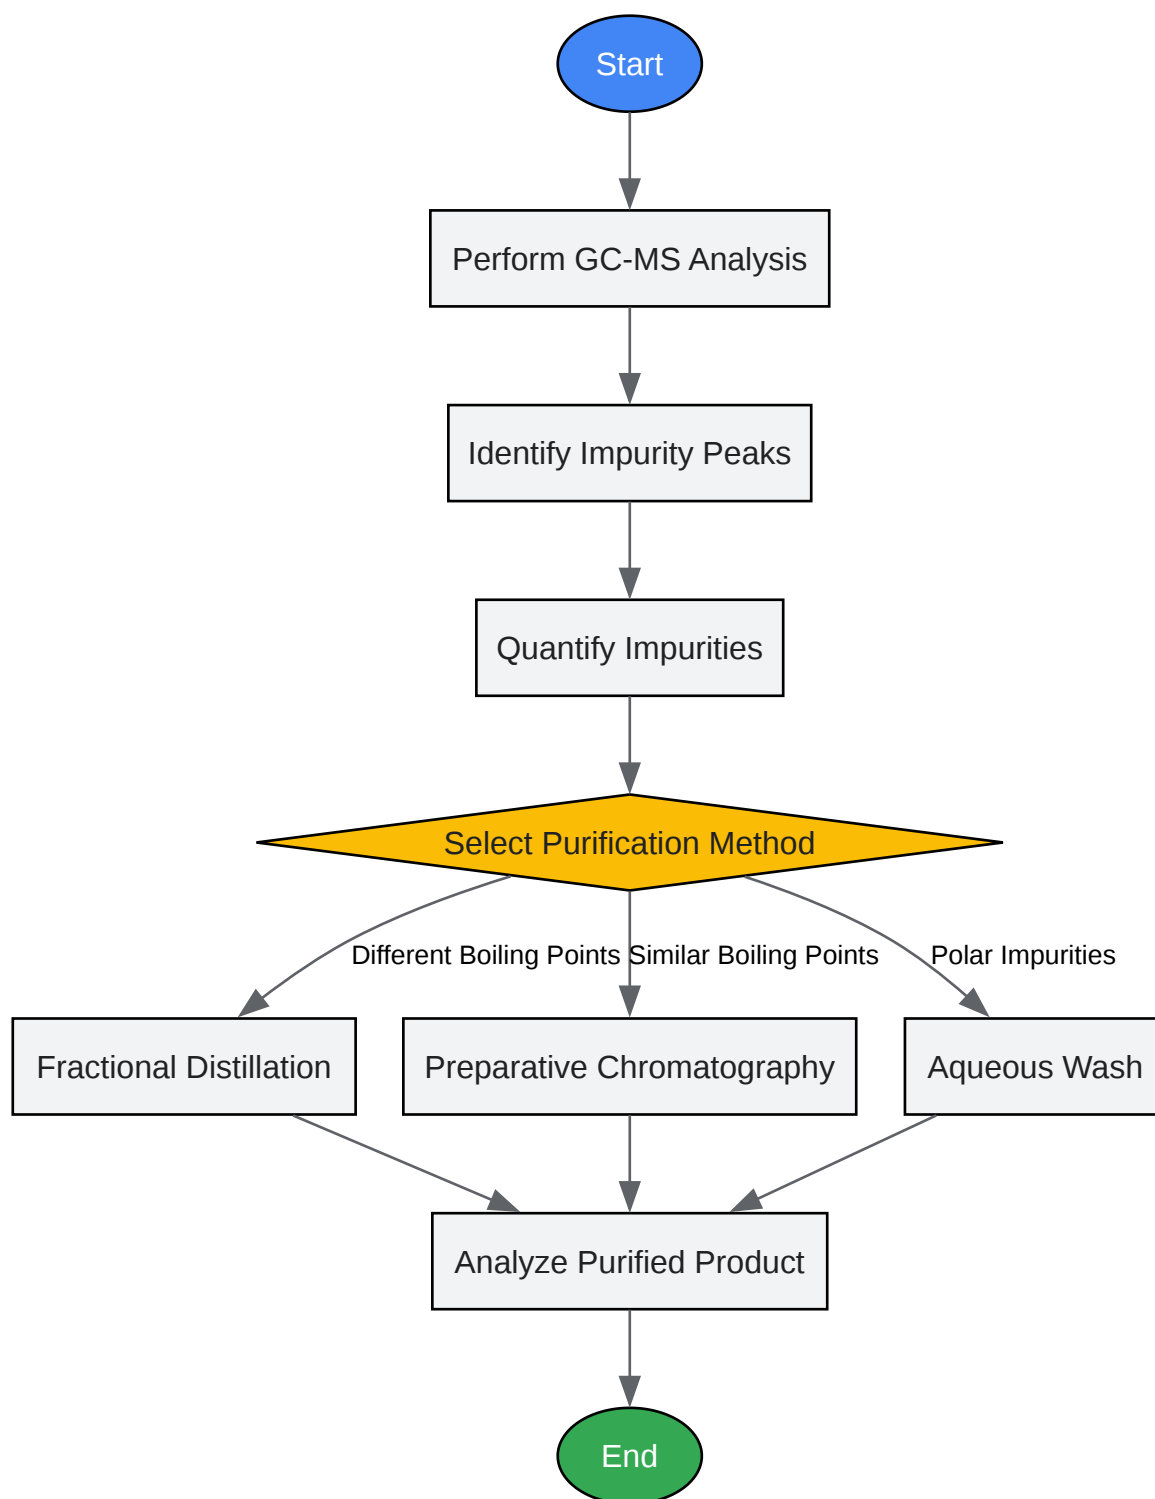 Start
Perform GC-MS Analysis
Identify Impurity Peaks
Quantify Impurities
Select Purification Method
Different Boiling Points
Similar Boiling Points
Polar Impurities
Fractional Distillation
Preparative Chromatography
Aqueous Wash
Analyze Purified Product
End